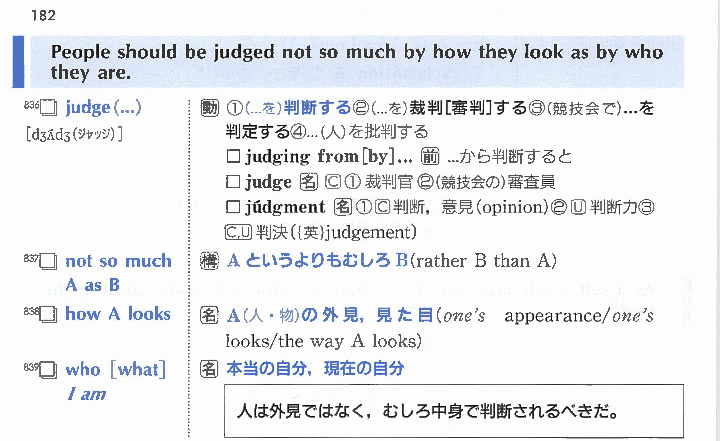 182
People should be judged not so much by how they look as by who
they are.
836□ judge (…) 動 ①(…を)判断する②(…を)裁判[審判]する③(競技会で)…を
[dʒʌ́dʒ(ジャッジ)] 判定する④…(人)を批判する
□ judging from[by]… 前 …から判断すると
□ judge 名 C① 裁判官 ②(競技会の)審査員
□ júdgment 名 ①C判断，意見(opinion)② U 判断力③
C,U 判決({英}judgement)
837□ not so much 構 A というよりもむしろ B(rather B than A)
A as B
838□ how A looks 名 A(人・物)の外見，見た目(one's appearance/one's
looks/the way A looks)
839□ who [what] 名 本当の自分，現在の自分
I am
人は外見ではなく，むしろ中身で判断されるべきだ。